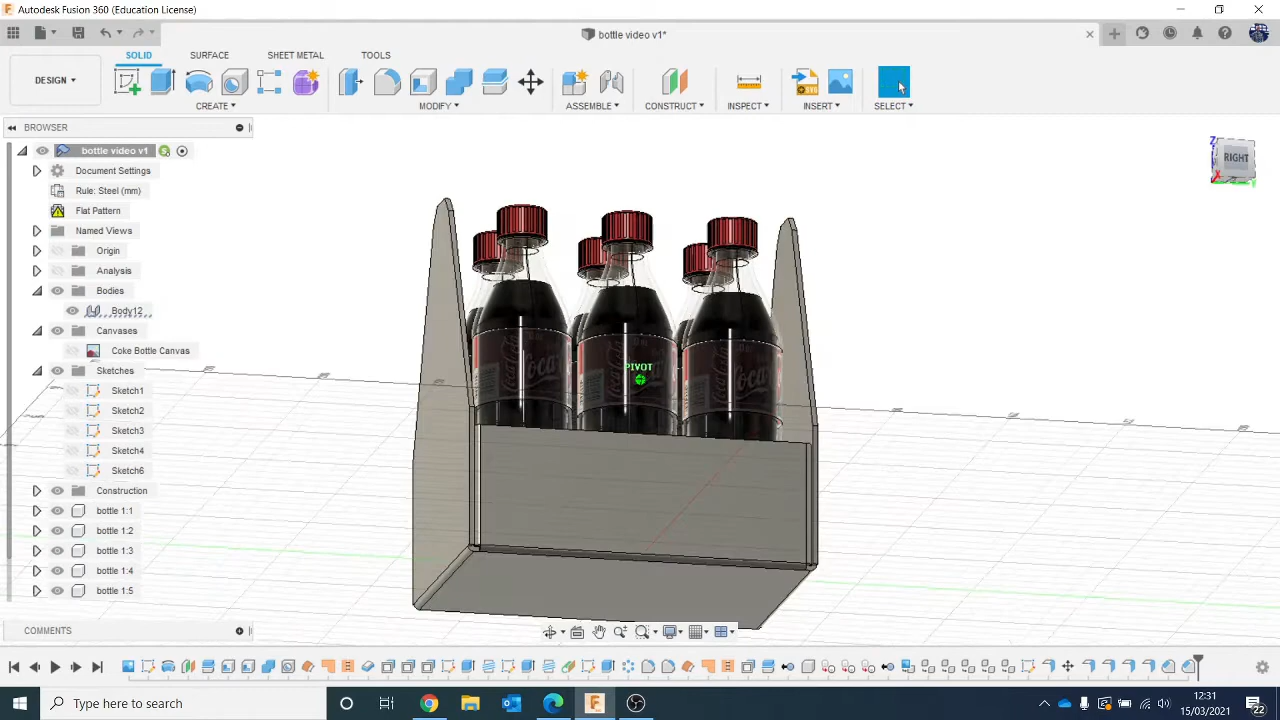 Autodesk Fusion 360 (Education License)
bottle video v1*
SOLID SURFACE SHEET METAL TOOLS
DESIGN
CREATE MODIFY ASSEMBLE CONSTRUCT INSPECT INSERT SELECT
BROWSER
bottle video v1
Document Settings
Rule: Steel (mm)
Flat Pattern
Named Views
Origin
Analysis
Bodies
Body12
Canvases
Coke Bottle Canvas
Sketches
Sketch1
Sketch2
Sketch3
Sketch4
Sketch6
Construction
bottle 1:1
bottle 1:2
bottle 1:3
bottle 1:4
bottle 1:5
Z
RIGHT
X
Y
PIVOT
COMMENTS
Type here to search
12:31
15/03/2021
22